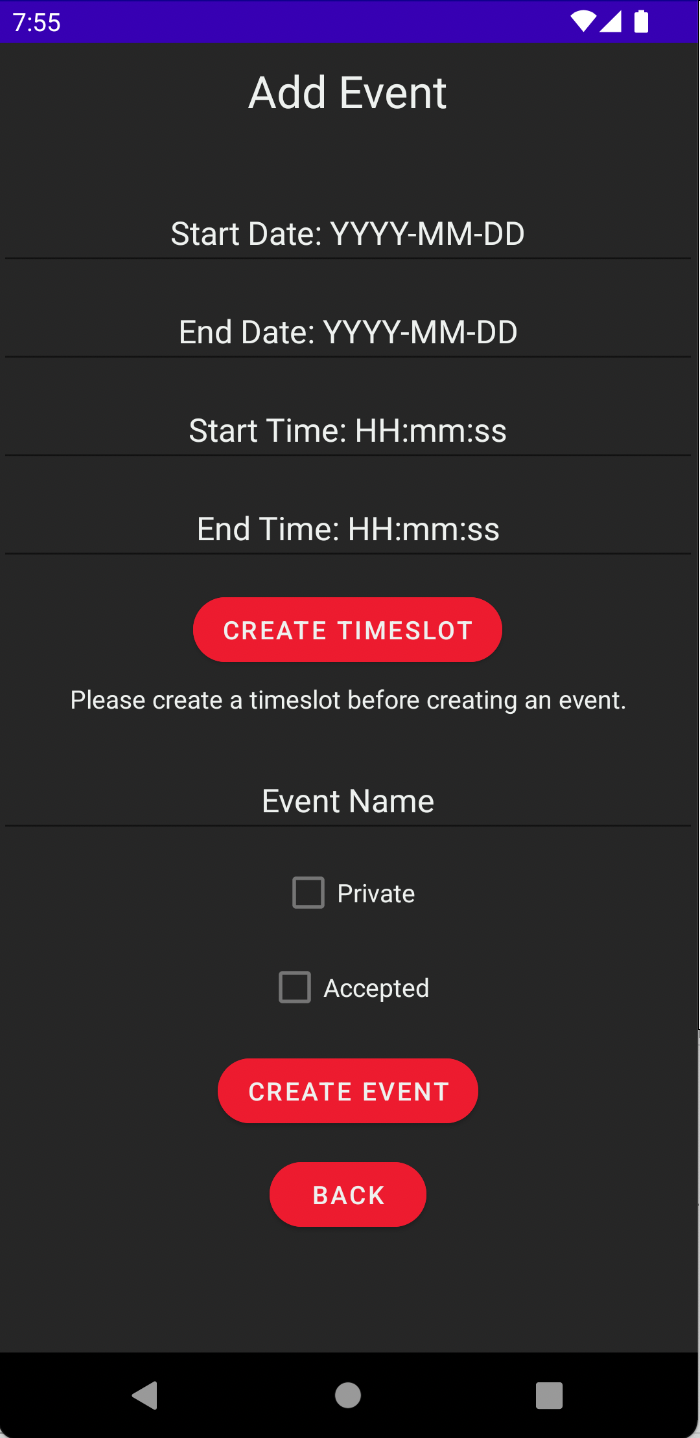 7:55
Add Event
Start Date: YYYY-MM-DD
End Date: YYYY-MM-DD
Start Time: HH:mm:ss
End Time: HH:mm:ss
CREATE TIMESLOT
Please create a timeslot before creating an event.
Event Name
Private
Accepted
CREATE EVENT
BACK